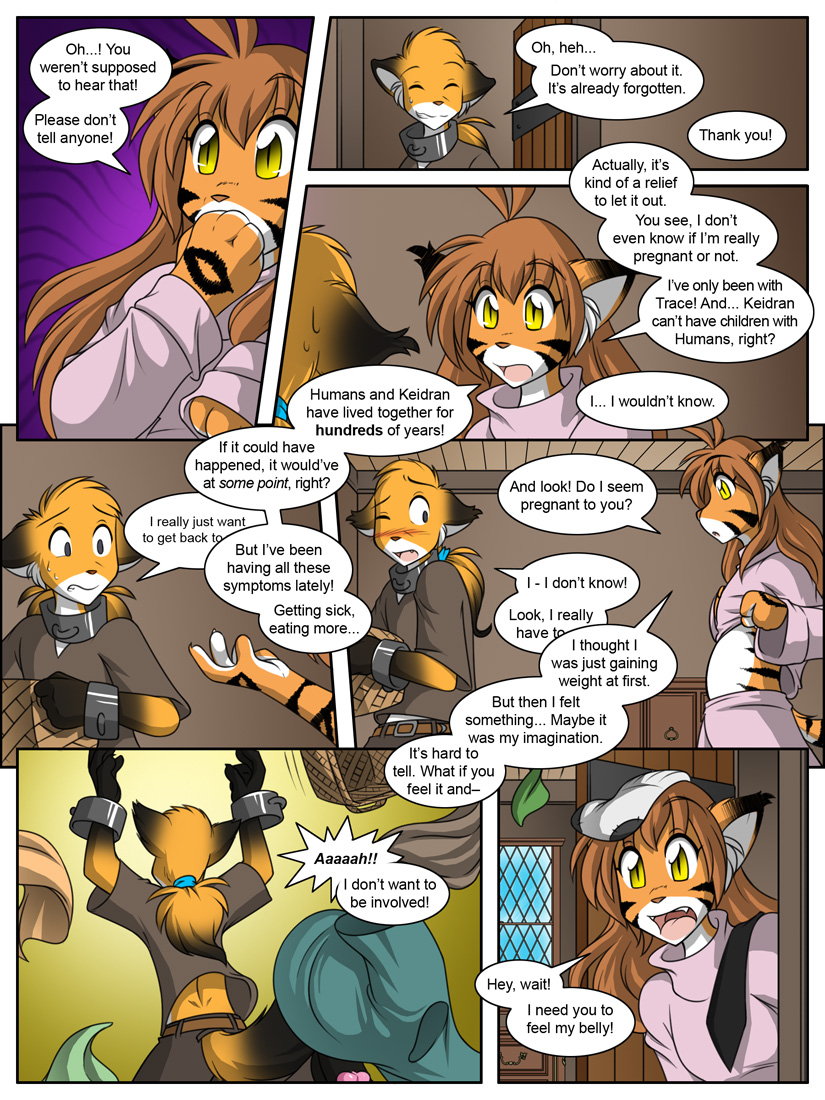 Oh...! You
weren't supposed
to hear that!
Please don't
tell anyone!
Oh, heh...
Don't worry about it.
It's already forgotten.
Thank you!
Actually, it's
kind of a relief
to let it out.
You see, I don't
even know if I'm really
pregnant or not.
I've only been with
Trace! And... Keidran
can't have children with
Humans, right?
I... I wouldn't know.
Humans and Keidran
have lived together for
hundreds of years!
If it could have
happened, it would've
at some point, right?
I really just want
to get back to
But I've been
having all these
symptoms lately!
Getting sick,
eating more...
And look! Do I seem
pregnant to you?
I - I don't know!
Look, I really
have to
I thought I
was just gaining
weight at first.
But then I felt
something... Maybe it
was my imagination.
It's hard to
tell. What if you
feel it and–
Aaaaah!!
I don't want to
be involved!
Hey, wait!
I need you to
feel my belly!